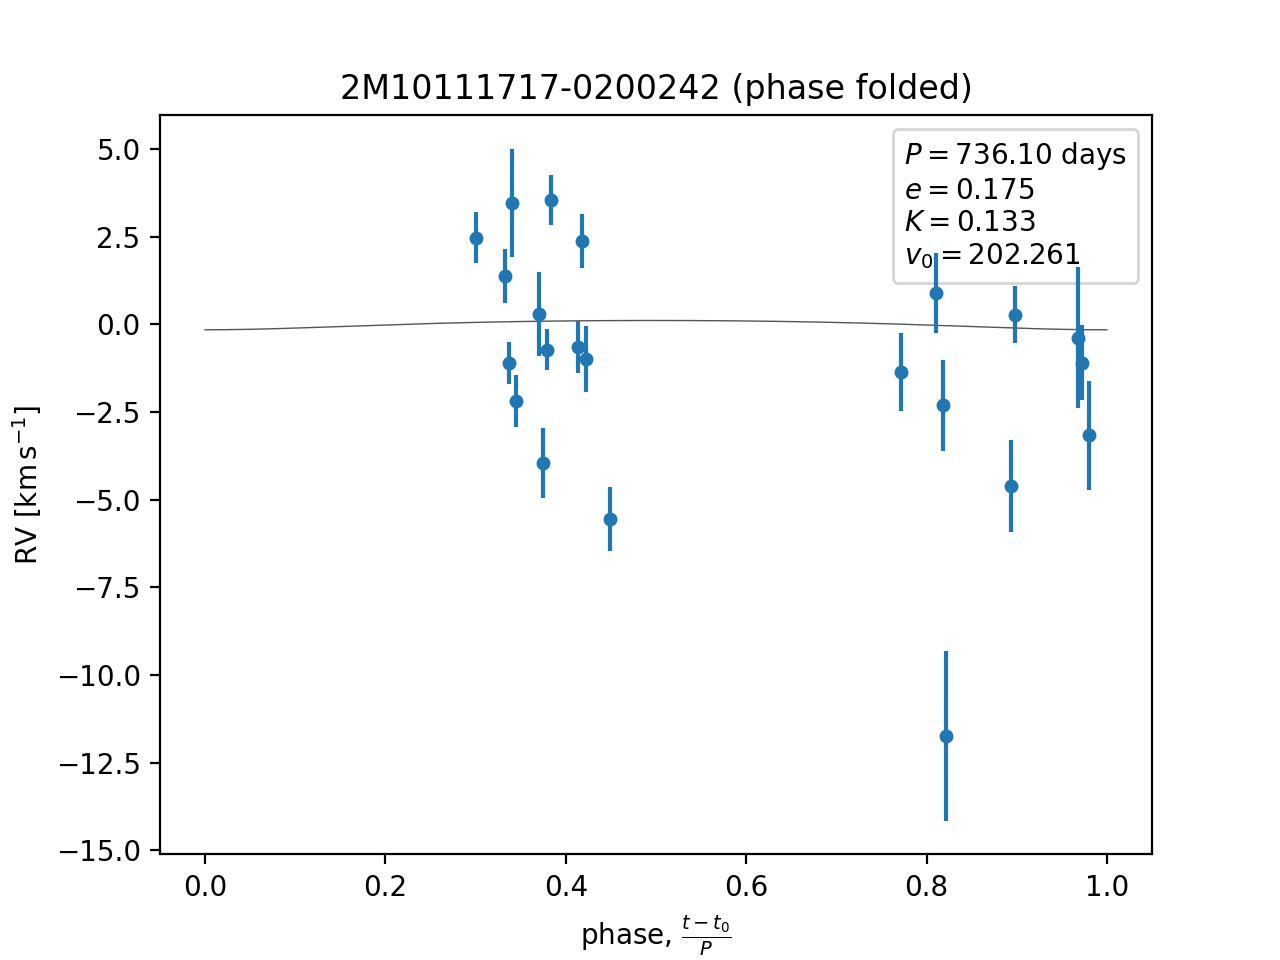 2M10111717-0200242 (phase folded)
P = 736.10 days
e = 0.175
K = 0.133
v₀ = 202.261
5.0
2.5
0.0
−2.5
−5.0
−7.5
−10.0
−12.5
−15.0
RV [km s⁻¹]
0.0 0.2 0.4 0.6 0.8 1.0
phase, (t − t₀)/P